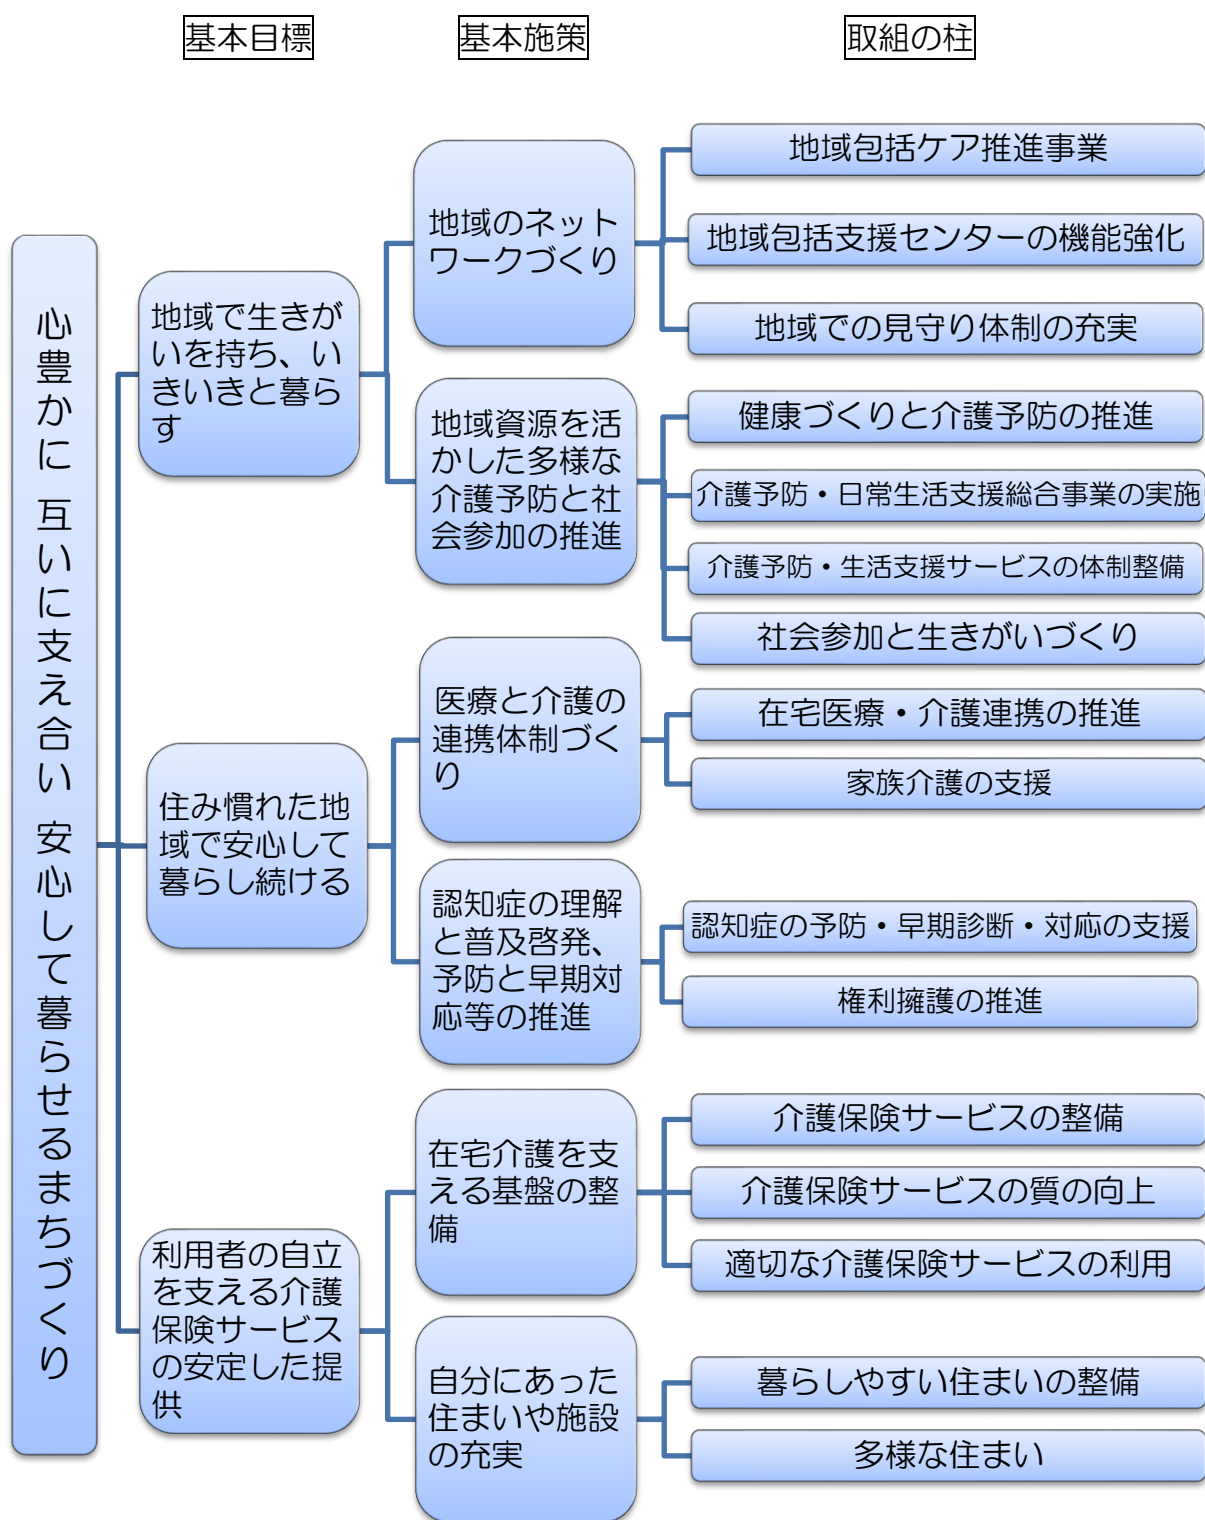 基本目標
基本施策
取組の柱
心豊かに 互いに支え合い 安心して暮らせるまちづくり
地域で生きが
いを持ち、い
きいきと暮ら
す
地域のネット
ワークづくり
地域包括ケア推進事業
地域包括支援センターの機能強化
地域での見守り体制の充実
地域資源を活
かした多様な
介護予防と社
会参加の推進
健康づくりと介護予防の推進
介護予防・日常生活支援総合事業の実施
介護予防・生活支援サービスの体制整備
社会参加と生きがいづくり
住み慣れた地
域で安心して
暮らし続ける
医療と介護の
連携体制づく
り
在宅医療・介護連携の推進
家族介護の支援
認知症の理解
と普及啓発、
予防と早期対
応等の推進
認知症の予防・早期診断・対応の支援
権利擁護の推進
利用者の自立
を支える介護
保険サービス
の安定した提
供
在宅介護を支
える基盤の整
備
介護保険サービスの整備
介護保険サービスの質の向上
適切な介護保険サービスの利用
自分にあった
住まいや施設
の充実
暮らしやすい住まいの整備
多様な住まい